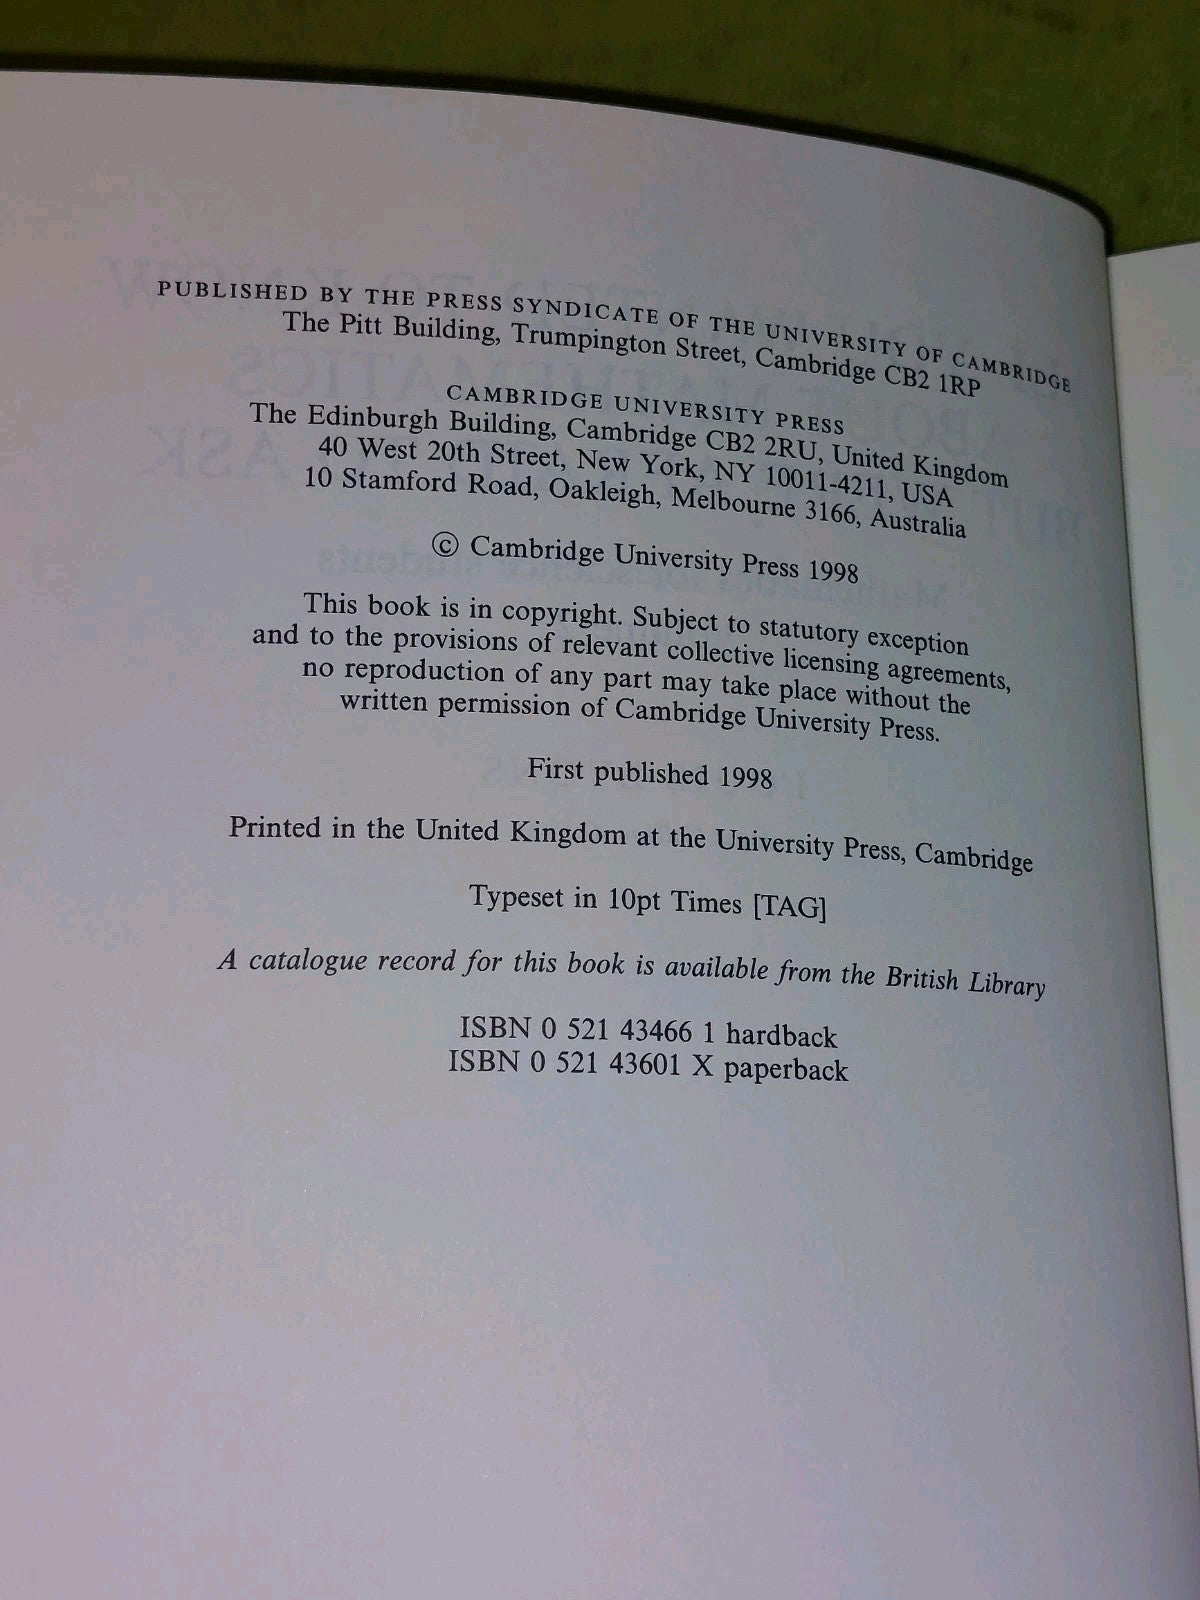 PUBLISHED BY THE PRESS SYNDICATE OF THE UNIVERSITY OF CAMBRIDGE
The Pitt Building, Trumpington Street, Cambridge CB2 1RP
CAMBRIDGE UNIVERSITY PRESS
The Edinburgh Building, Cambridge CB2 2RU, United Kingdom
40 West 20th Street, New York, NY 10011-4211, USA
10 Stamford Road, Oakleigh, Melbourne 3166, Australia
© Cambridge University Press 1998
This book is in copyright. Subject to statutory exception
and to the provisions of relevant collective licensing agreements,
no reproduction of any part may take place without the
written permission of Cambridge University Press.
First published 1998
Printed in the United Kingdom at the University Press, Cambridge
Typeset in 10pt Times [TAG]
A catalogue record for this book is available from the British Library
ISBN 0 521 43466 1 hardback
ISBN 0 521 43601 X paperback